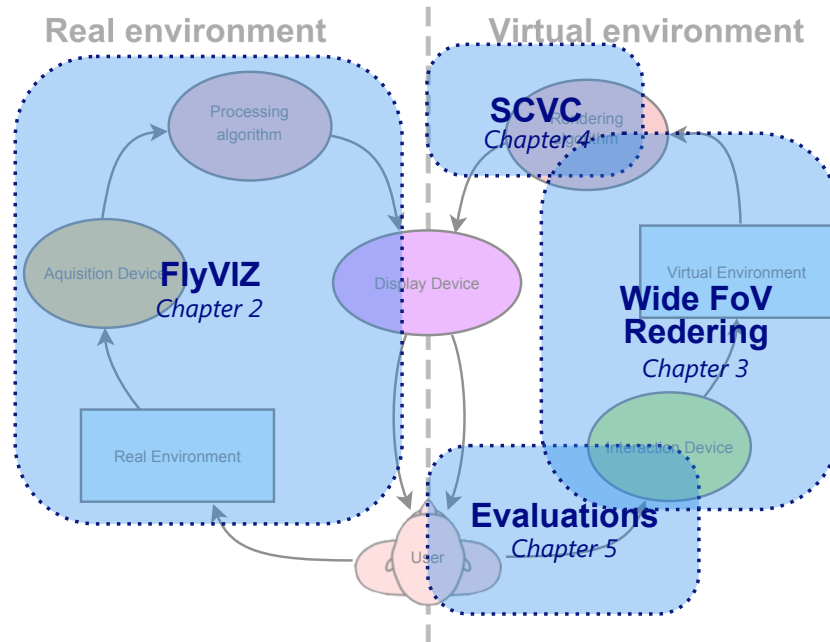 Real environment
Virtual environment
Processing
algorithm
SCVC
Rendering
algorithm
Chapter 4
Aquisition Device
FlyVIZ
Chapter 2
Display Device
Virtual Environment
Wide FoV
Redering
Chapter 3
Real Environment
Interaction Device
Evaluations
Chapter 5
User